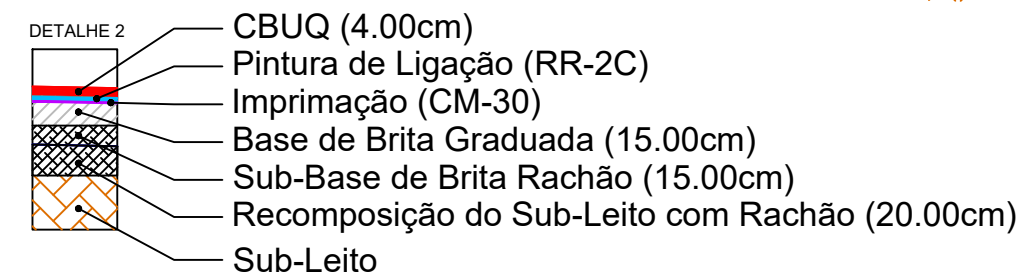 DETALHE 2
CBUQ (4.00cm)
Pintura de Ligação (RR-2C)
Imprimação (CM-30)
Base de Brita Graduada (15.00cm)
Sub-Base de Brita Rachão (15.00cm)
Recomposição do Sub-Leito com Rachão (20.00cm)
Sub-Leito